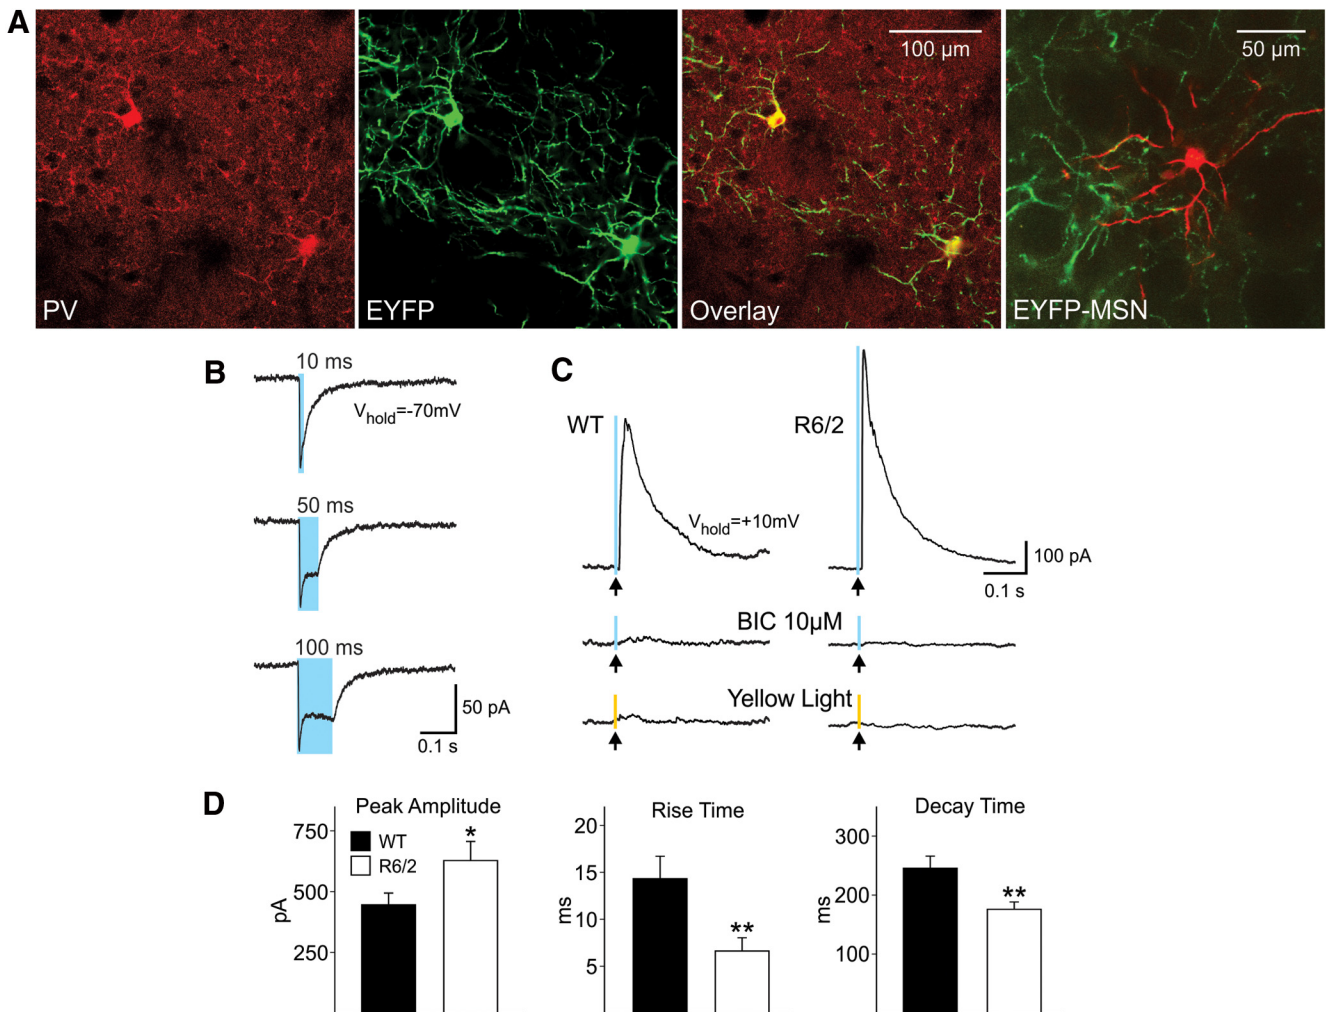 A
PV
EYFP
Overlay
100 µm
EYFP-MSN
50 µm
B
10 ms
Vhold=-70mV
50 ms
100 ms
50 pA
0.1 s
C
WT
R6/2
Vhold=+10mV
100 pA
0.1 s
BIC 10µM
Yellow Light
D
Peak Amplitude
750
500
250
pA
WT
R6/2
*
Rise Time
20
15
10
5
ms
**
Decay Time
300
200
100
ms
**